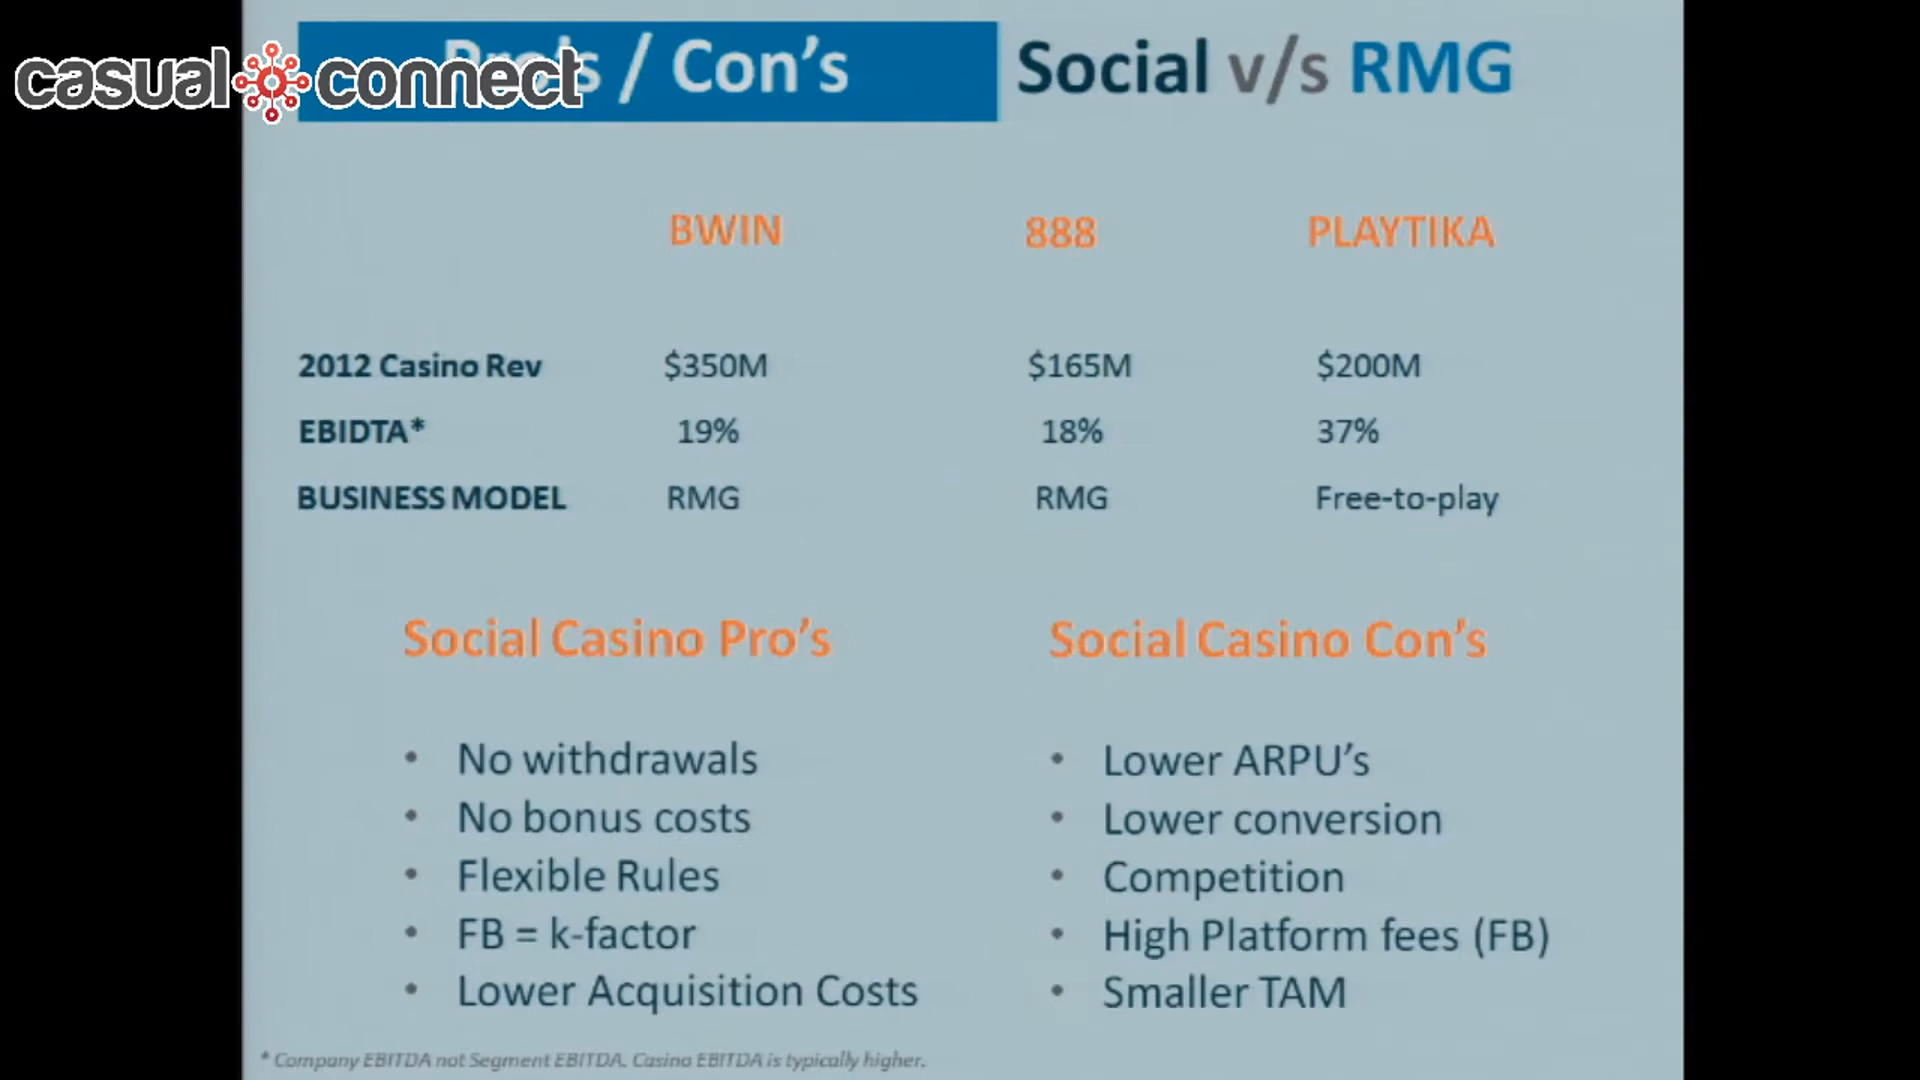 casual connect
Pro's / Con's Social v/s RMG
BWIN 888 PLAYTIKA
2012 Casino Rev $350M $165M $200M
EBIDTA* 19% 18% 37%
BUSINESS MODEL RMG RMG Free-to-play
Social Casino Pro's
• No withdrawals
• No bonus costs
• Flexible Rules
• FB = k-factor
• Lower Acquisition Costs
Social Casino Con's
• Lower ARPU's
• Lower conversion
• Competition
• High Platform fees (FB)
• Smaller TAM
* Company EBITDA not Segment EBITDA. Casino EBITDA is typically higher.